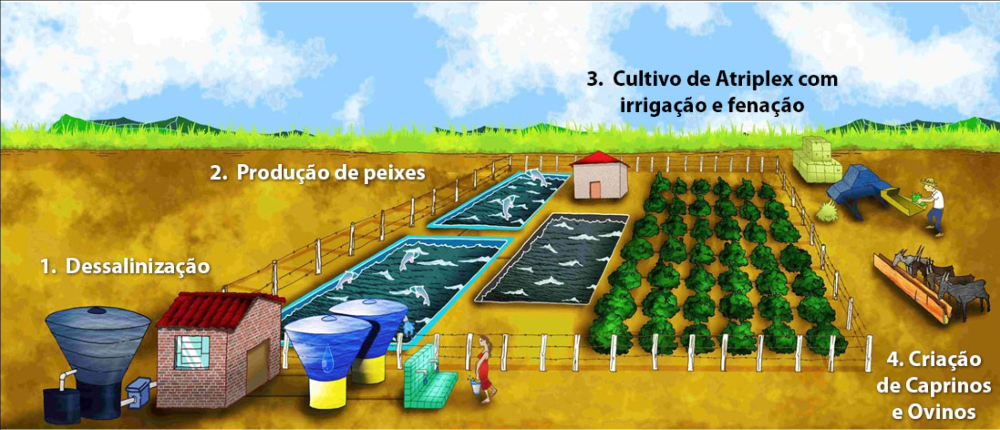 3. Cultivo de Atriplex com
irrigação e fenação
2. Produção de peixes
1. Dessalinização
4. Criação
de Caprinos
e Ovinos